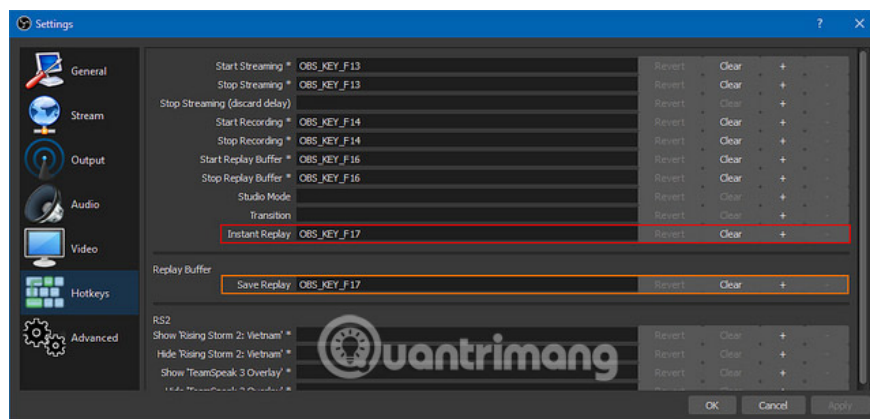 Settings ? ×
General
Stream
Output
Audio
Video
Hotkeys
Advanced
Start Streaming * OBS_KEY_F13 Revert Clear + -
Stop Streaming * OBS_KEY_F13 Revert Clear + -
Stop Streaming (discard delay) Revert Clear + -
Start Recording * OBS_KEY_F14 Revert Clear + -
Stop Recording * OBS_KEY_F14 Revert Clear + -
Start Replay Buffer * OBS_KEY_F16 Revert Clear + -
Stop Replay Buffer * OBS_KEY_F16 Revert Clear + -
Studio Mode Revert Clear + -
Transition Revert Clear + -
Instant Replay OBS_KEY_F17 Revert Clear + -
Replay Buffer
Save Replay OBS_KEY_F17 Revert Clear + -
RS2
Show 'Rising Storm 2: Vietnam' * Revert Clear + -
Hide 'Rising Storm 2: Vietnam' * Revert Clear + -
Show 'TeamSpeak 3 Overlay' * Revert Clear + -
Hide 'TeamSpeak 3 Overlay' *
Quantrimang
OK Cancel Apply